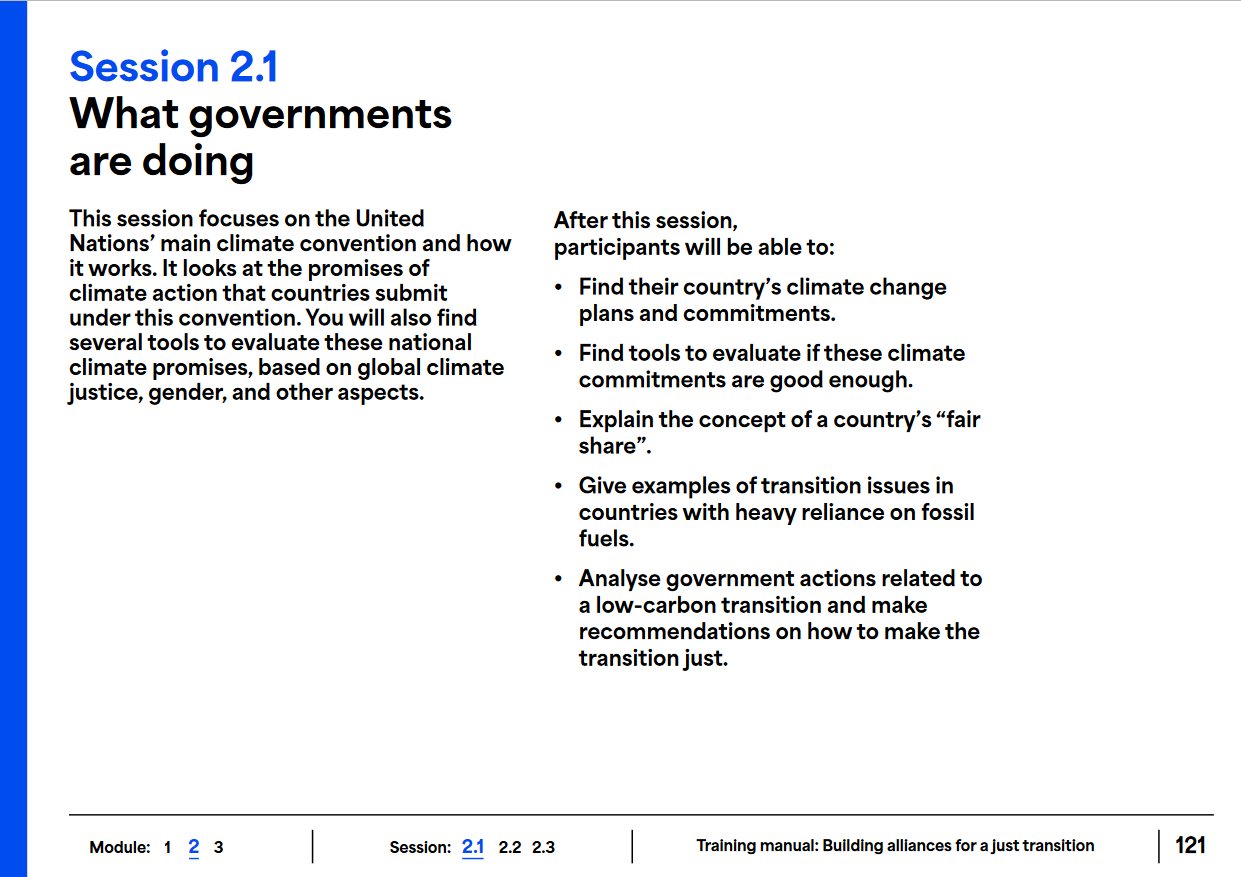 Session 2.1
What governments
are doing
This session focuses on the United
Nations’ main climate convention and how
it works. It looks at the promises of
climate action that countries submit
under this convention. You will also find
several tools to evaluate these national
climate promises, based on global climate
justice, gender, and other aspects.
After this session,
participants will be able to:
• Find their country’s climate change
plans and commitments.
• Find tools to evaluate if these climate
commitments are good enough.
• Explain the concept of a country’s “fair
share”.
• Give examples of transition issues in
countries with heavy reliance on fossil
fuels.
• Analyse government actions related to
a low-carbon transition and make
recommendations on how to make the
transition just.
Module: 1 2 3 Session: 2.1 2.2 2.3 Training manual: Building alliances for a just transition 121